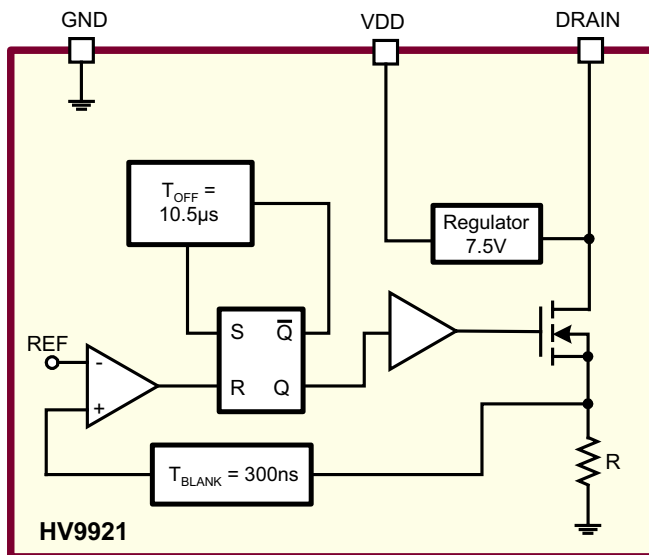 GND
VDD
DRAIN
T_OFF =
10.5µs
Regulator
7.5V
S
Q̅
REF
-
R
Q
+
T_BLANK = 300ns
R
HV9921